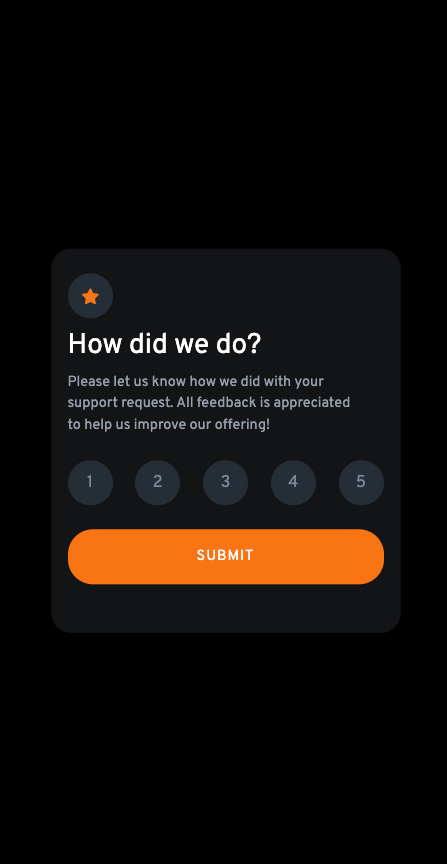 How did we do?
Please let us know how we did with your
support request. All feedback is appreciated
to help us improve our offering!
1 2 3 4 5
SUBMIT